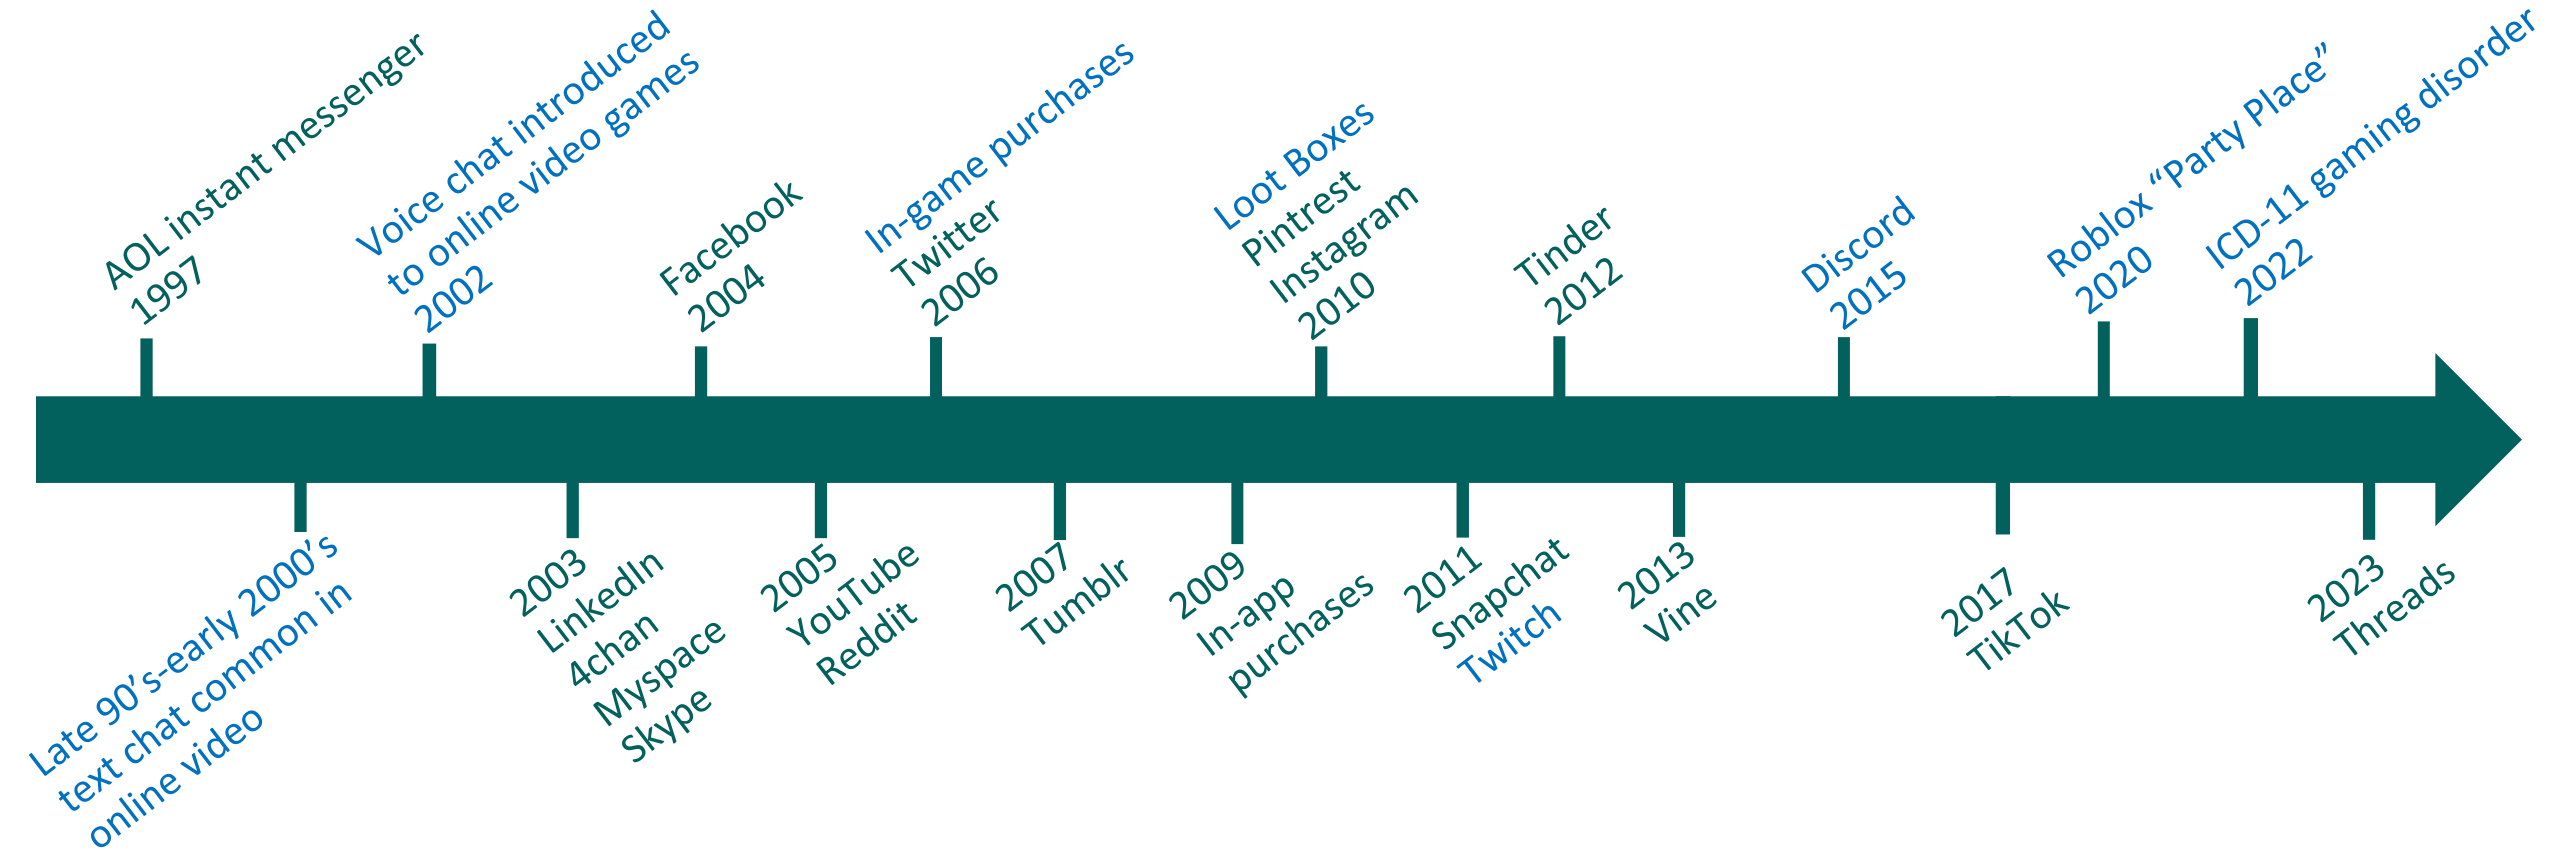 AOL instant messenger
1997
Voice chat introduced
to online video games
2002
Facebook
2004
In-game purchases
Twitter
2006
Loot Boxes
Pintrest
Instagram
2010
Tinder
2012
Discord
2015
Roblox “Party Place”
2020
ICD-11 gaming disorder
2022
Late 90’s-early 2000’s
text chat common in
online video
2003
LinkedIn
4chan
Myspace
Skype
2005
YouTube
Reddit
2007
Tumblr
2009
In-app
purchases
2011
Snapchat
Twitch
2013
Vine
2017
TikTok
2023
Threads